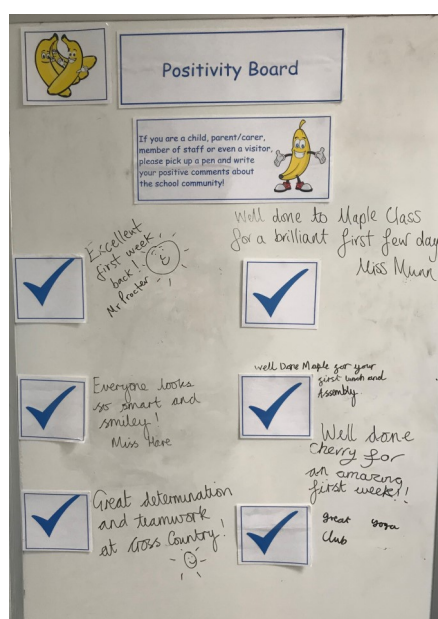 Positivity Board
If you are a child, parent/carer,
member of staff or even a visitor,
please pick up a pen and write
your positive comments about
the school community!
Excellent
first week
back!
Mr Procter
Well done to Maple Class
for a brilliant first few days
Miss Munn
Everyone looks
so smart and
smiley!
Miss Hare
Well Done Maple for your
first lunch and
Assembly.
Well done
cherry for
an amazing
first week!!
Great determination
and teamwork
at Cross Country!
great yoga
Club